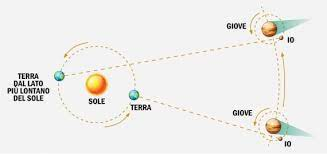 GIOVE
IO
TERRA
DAL LATO
PIÙ LONTANO
DEL SOLE
SOLE
TERRA
GIOVE
IO